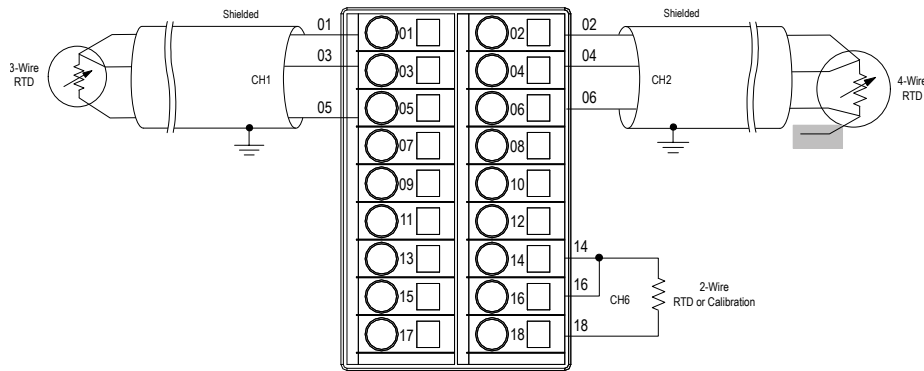 Shielded
Shielded
01
02
03
04
05
06
CH1
CH2
3-Wire
RTD
4-Wire
RTD
01 02
03 04
05 06
07 08
09 10
11 12
13 14
15 16
17 18
14
16
18
CH6
2-Wire
RTD or Calibration